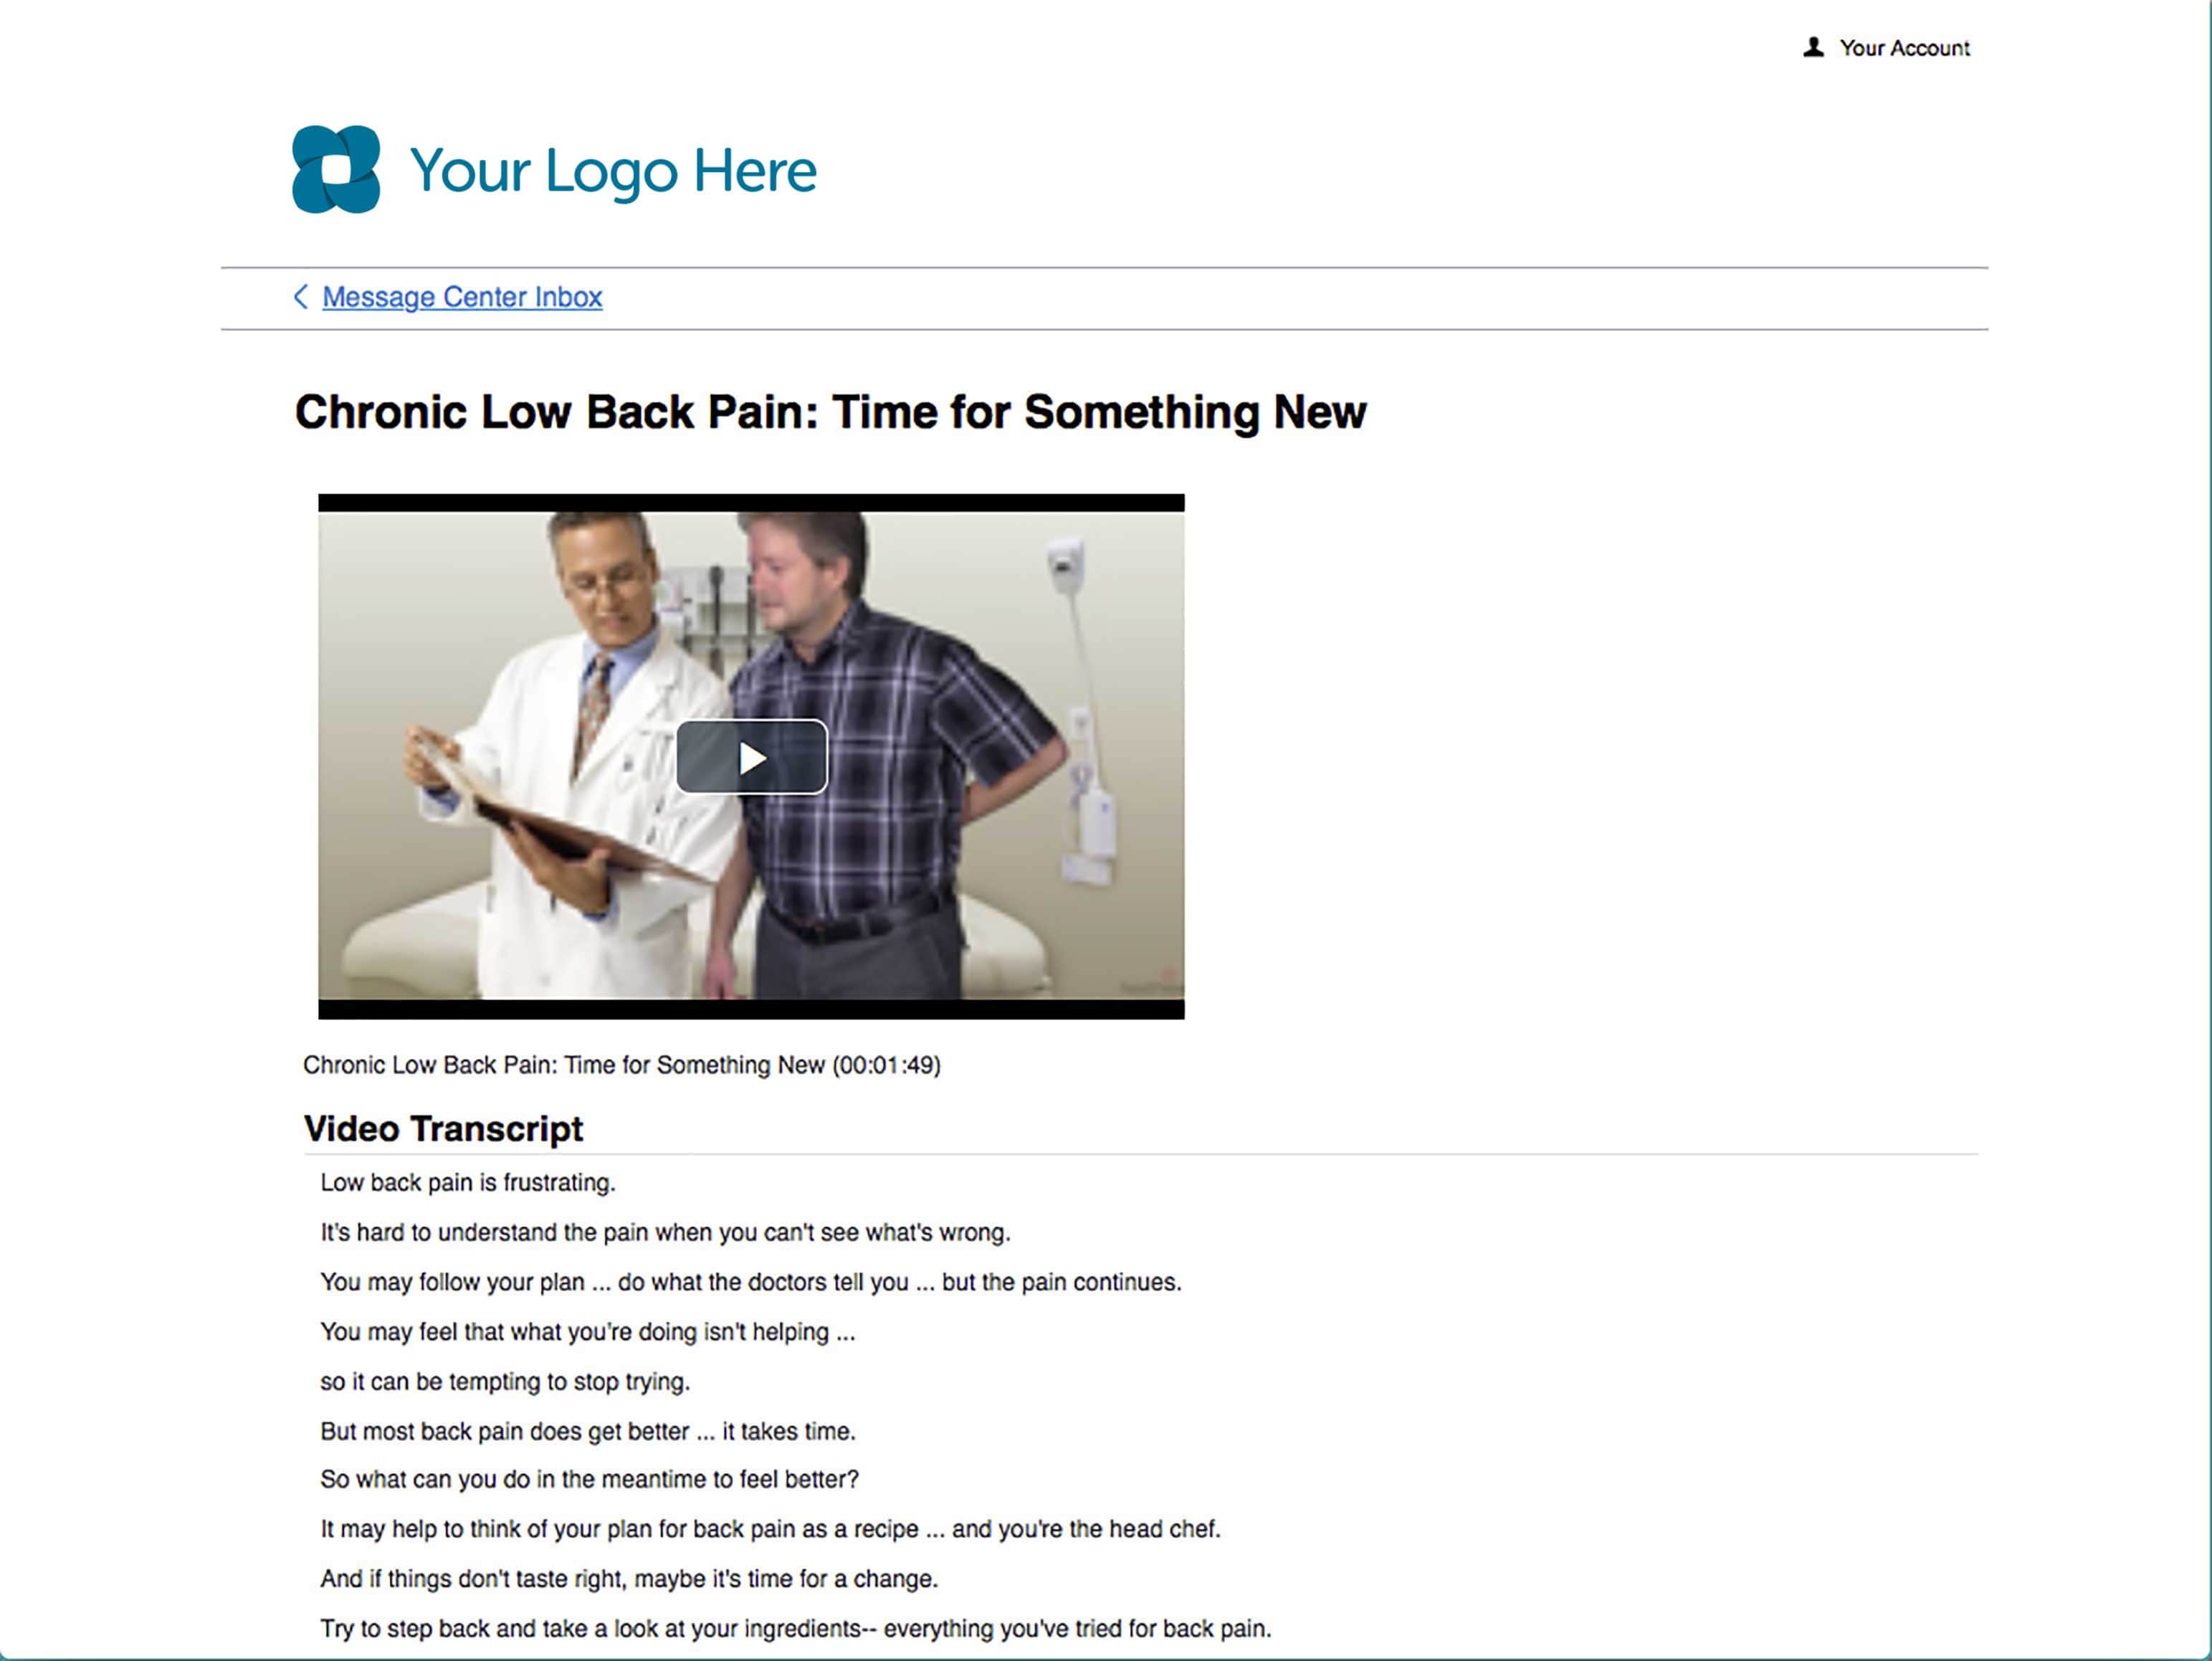 Your Account
Your Logo Here
Message Center Inbox
Chronic Low Back Pain: Time for Something New
Chronic Low Back Pain: Time for Something New (00:01:49)
Video Transcript
Low back pain is frustrating.
It's hard to understand the pain when you can't see what's wrong.
You may follow your plan ... do what the doctors tell you ... but the pain continues.
You may feel that what you're doing isn't helping ...
so it can be tempting to stop trying.
But most back pain does get better ... it takes time.
So what can you do in the meantime to feel better?
It may help to think of your plan for back pain as a recipe ... and you're the head chef.
And if things don't taste right, maybe it's time for a change.
Try to step back and take a look at your ingredients-- everything you've tried for back pain.